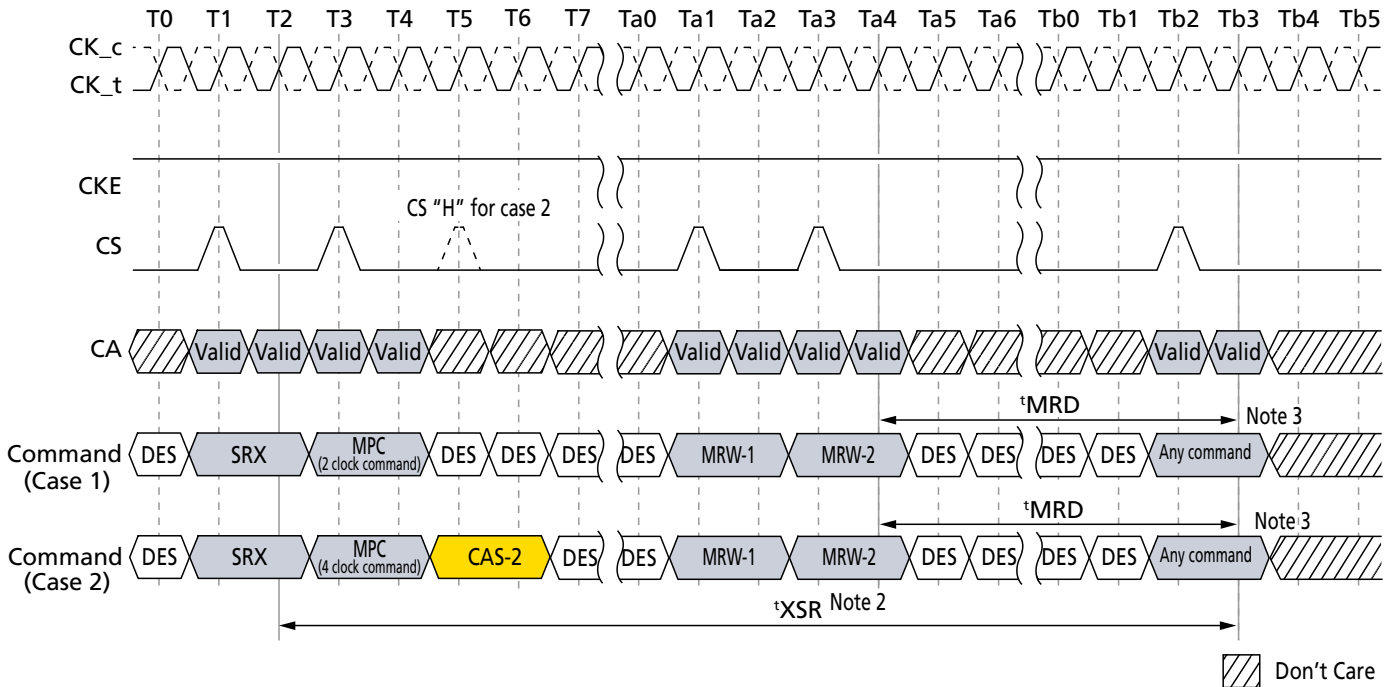 T0 T1 T2 T3 T4 T5 T6 T7 Ta0 Ta1 Ta2 Ta3 Ta4 Ta5 Ta6 Tb0 Tb1 Tb2 Tb3 Tb4 Tb5
CK_c
CK_t
CKE
CS "H" for case 2
CS
CA Valid Valid Valid Valid Valid Valid Valid Valid Valid Valid
tMRD Note 3
Command (Case 1) DES SRX MPC (2 clock command) DES DES DES DES MRW-1 MRW-2 DES DES DES DES Any command
tMRD Note 3
Command (Case 2) DES SRX MPC (4 clock command) CAS-2 DES DES MRW-1 MRW-2 DES DES DES DES Any command
tXSR Note 2
Don't Care